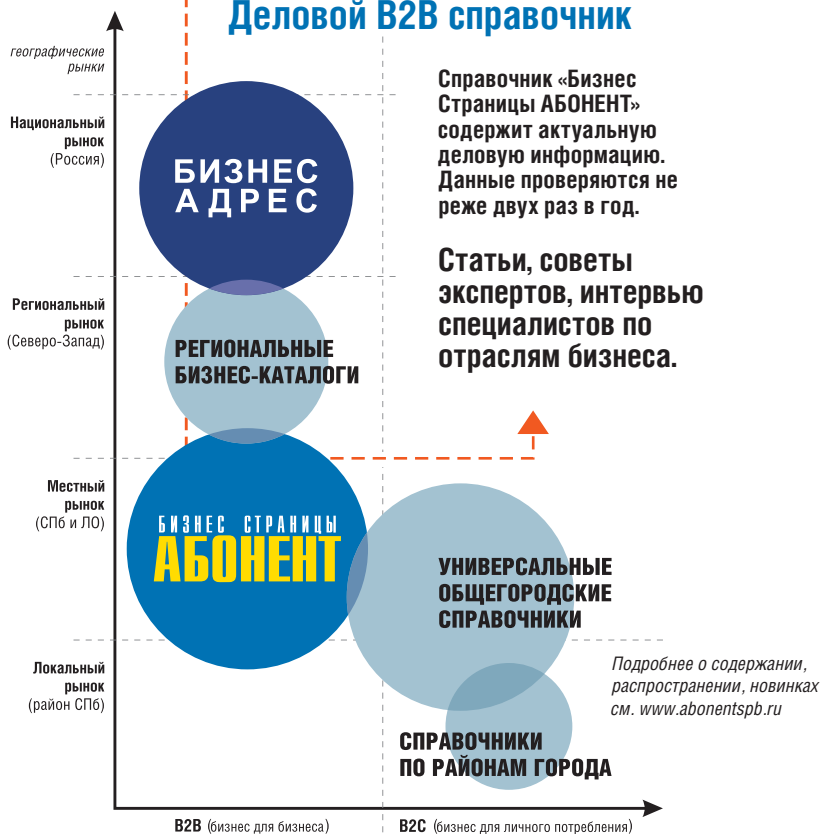 Деловой B2B справочник
географические
рынки
Национальный
рынок
(Россия)
БИЗНЕС
АДРЕС
Справочник «Бизнес
Страницы АБОНЕНТ»
содержит актуальную
деловую информацию.
Данные проверяются не
реже двух раз в год.
Статьи, советы
экспертов, интервью
специалистов по
отраслям бизнеса.
Региональный
рынок
(Северо-Запад)
РЕГИОНАЛЬНЫЕ
БИЗНЕС-КАТАЛОГИ
Местный
рынок
(СПб и ЛО)
БИЗНЕС СТРАНИЦЫ
АБОНЕНТ
УНИВЕРСАЛЬНЫЕ
ОБЩЕГОРОДСКИЕ
СПРАВОЧНИКИ
Локальный
рынок
(район СПб)
Подробнее о содержании,
распространении, новинках
см. www.abonentspb.ru
СПРАВОЧНИКИ
ПО РАЙОНАМ ГОРОДА
B2B (бизнес для бизнеса)
B2C (бизнес для личного потребления)